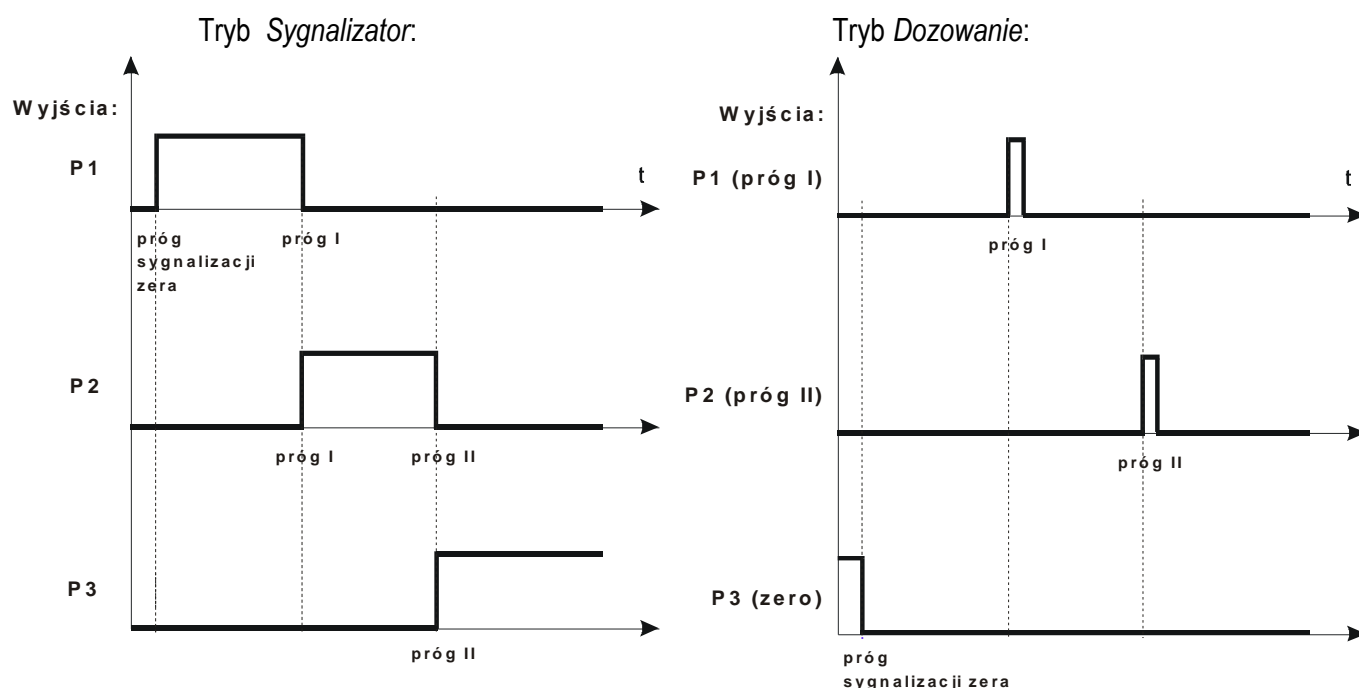 Tryb Sygnalizator:
Wyjścia:
P1
t
próg
sygnalizacji
zera
próg I
P2
próg I
próg II
P3
próg II
Tryb Dozowanie:
Wyjścia:
P1 (próg I)
t
próg I
P2 (próg II)
próg II
P3 (zero)
próg
sygnalizacji zera